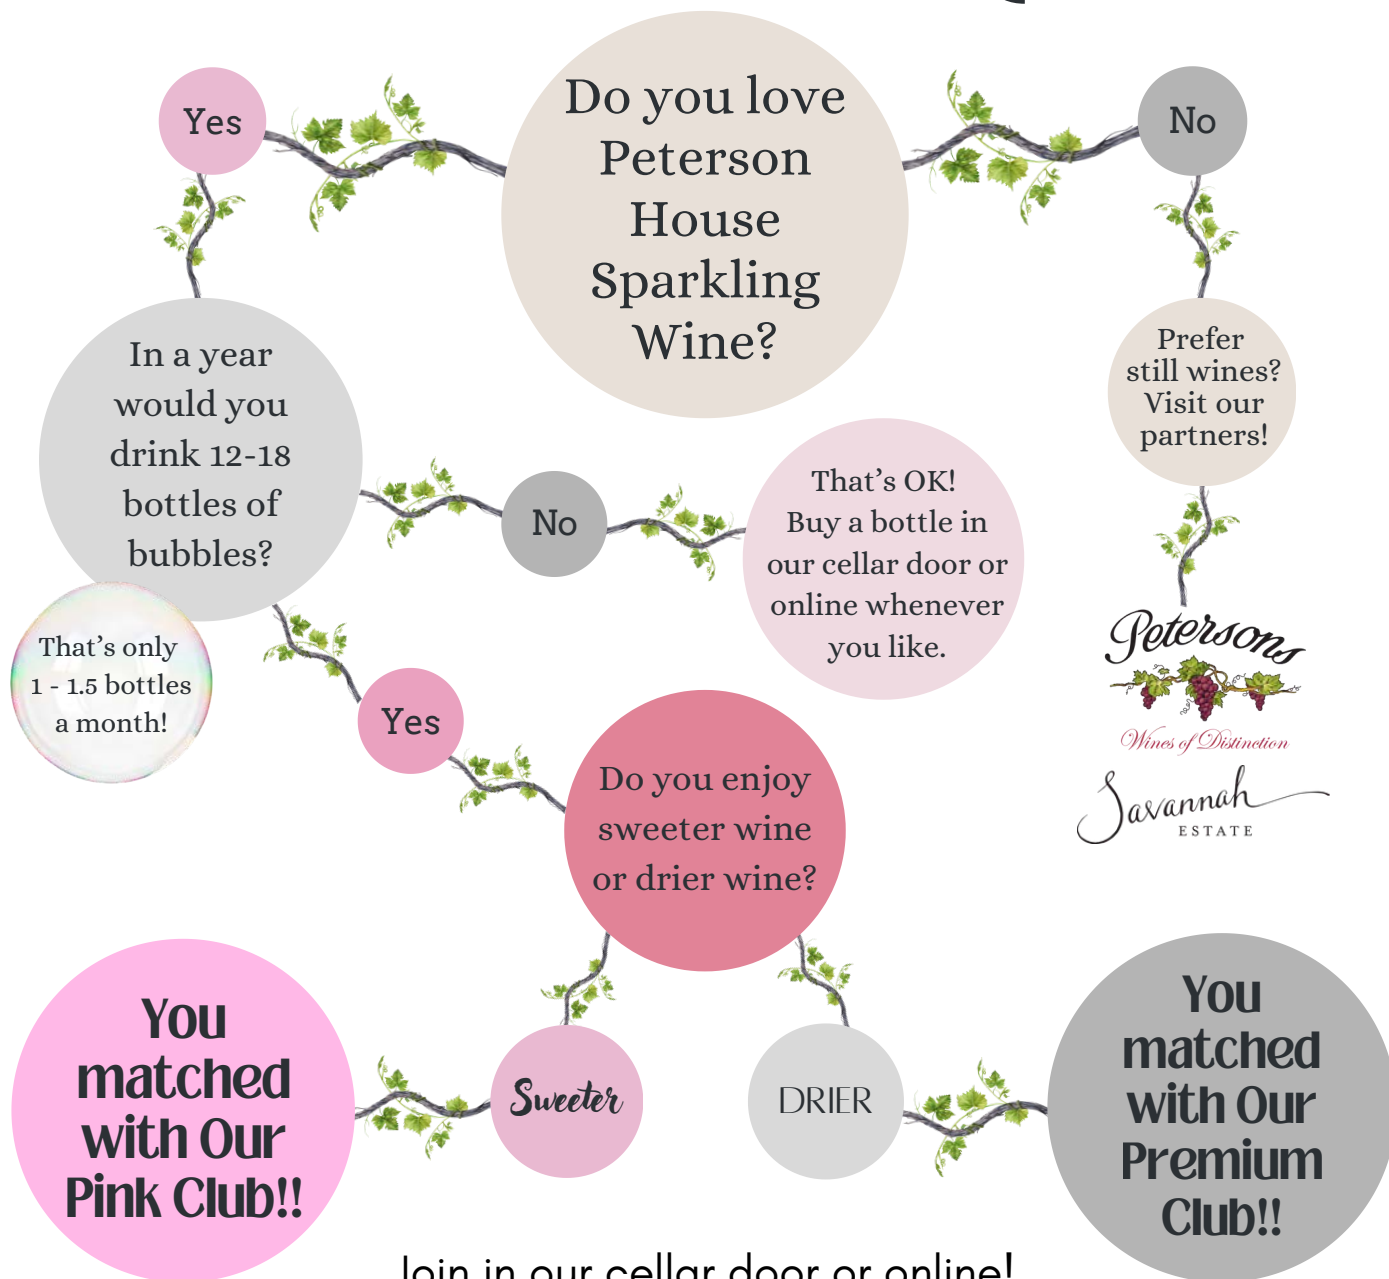 Do you love
Peterson
House
Sparkling
Wine?
Yes
No
In a year
would you
drink 12-18
bottles of
bubbles?
Prefer
still wines?
Visit our
partners!
No
That’s OK!
Buy a bottle in
our cellar door or
online whenever
you like.
That’s only
1 - 1.5 bottles
a month!
Petersons
Wines of Distinction
Savannah
ESTATE
Yes
Do you enjoy
sweeter wine
or drier wine?
Sweeter
DRIER
You
matched
with Our
Pink Club!!
You
matched
with Our
Premium
Club!!
Join in our cellar door or online!